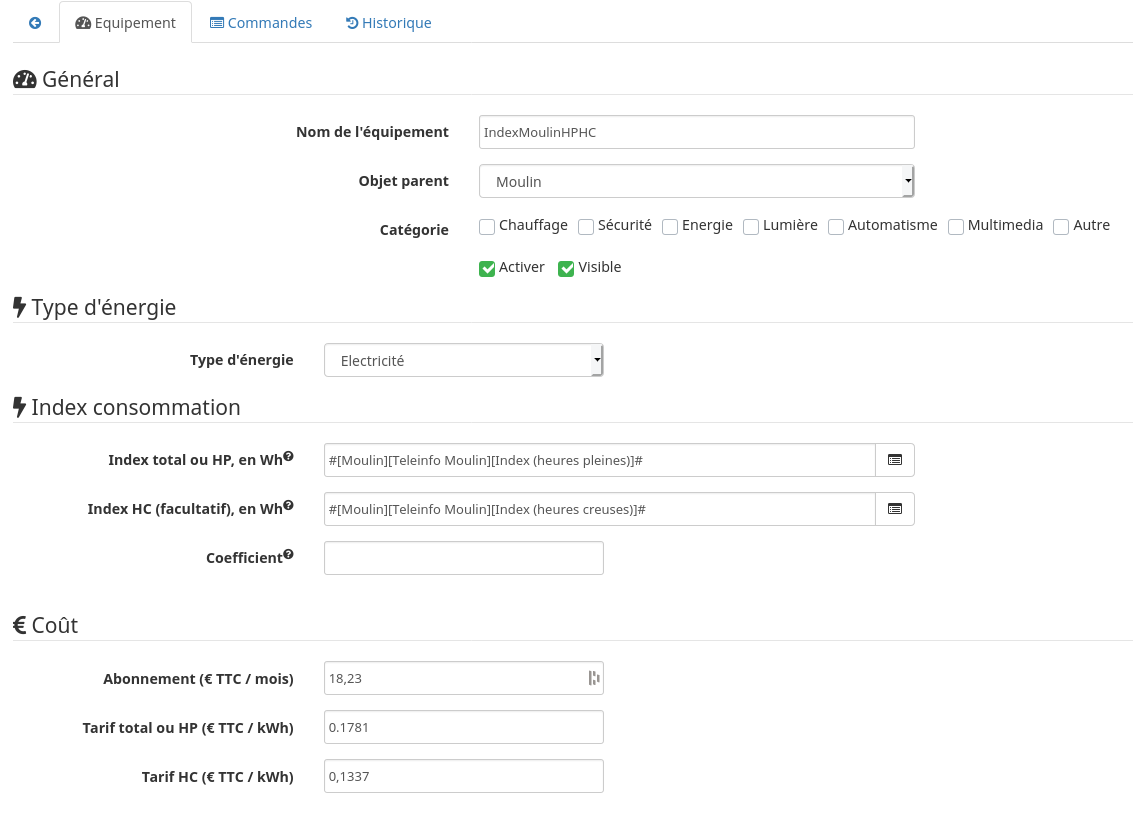 Equipement Commandes Historique
Général
Nom de l'équipement IndexMoulinHPHC
Objet parent Moulin
Catégorie Chauffage Sécurité Energie Lumière Automatisme Multimedia Autre
Activer Visible
Type d'énergie
Type d'énergie Electricité
Index consommation
Index total ou HP, en Wh #[Moulin][Teleinfo Moulin][Index (heures pleines)]#
Index HC (facultatif), en Wh #[Moulin][Teleinfo Moulin][Index (heures creuses)]#
Coefficient
€ Coût
Abonnement (€ TTC / mois) 18,23
Tarif total ou HP (€ TTC / kWh) 0.1781
Tarif HC (€ TTC / kWh) 0,1337